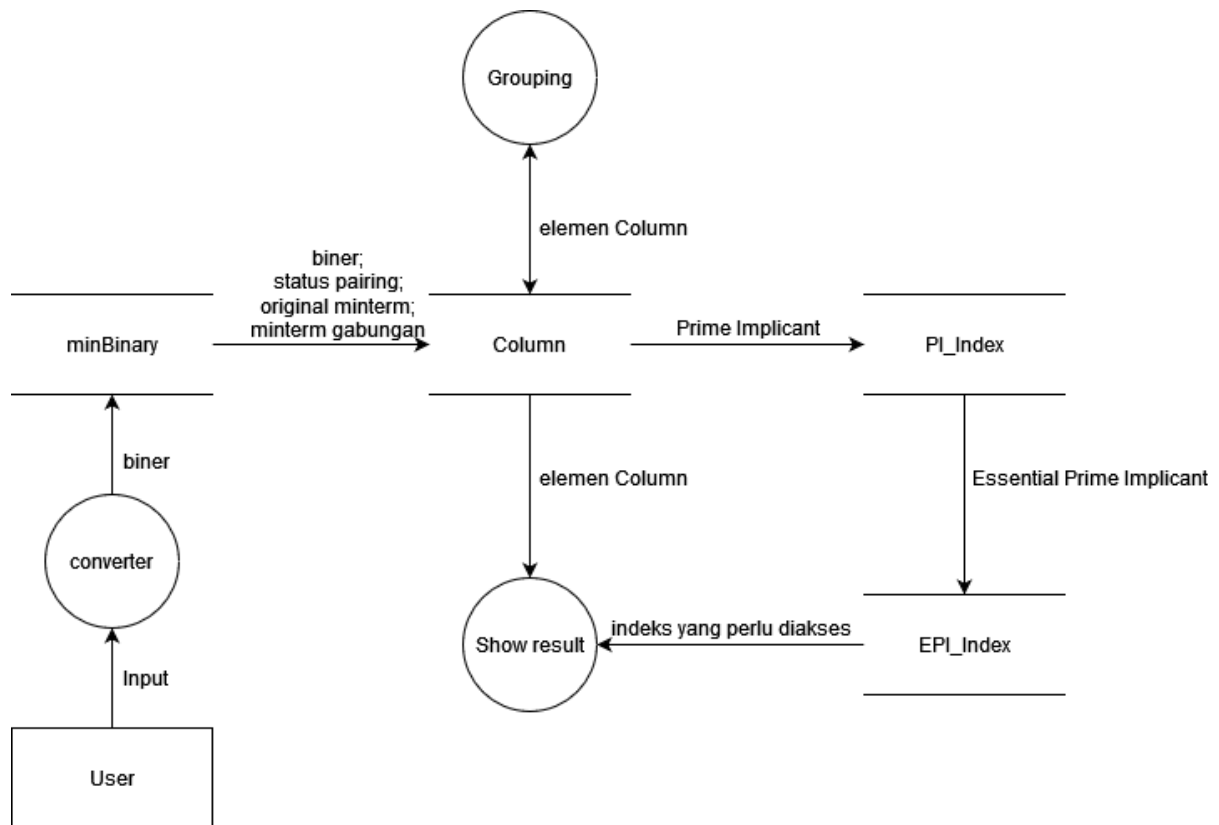 Grouping
elemen Column
biner;
status pairing;
original minterm;
minterm gabungan
minBinary
Column
Prime Implicant
PI_Index
biner
elemen Column
Essential Prime Implicant
converter
indeks yang perlu diakses
Show result
EPI_Index
Input
User